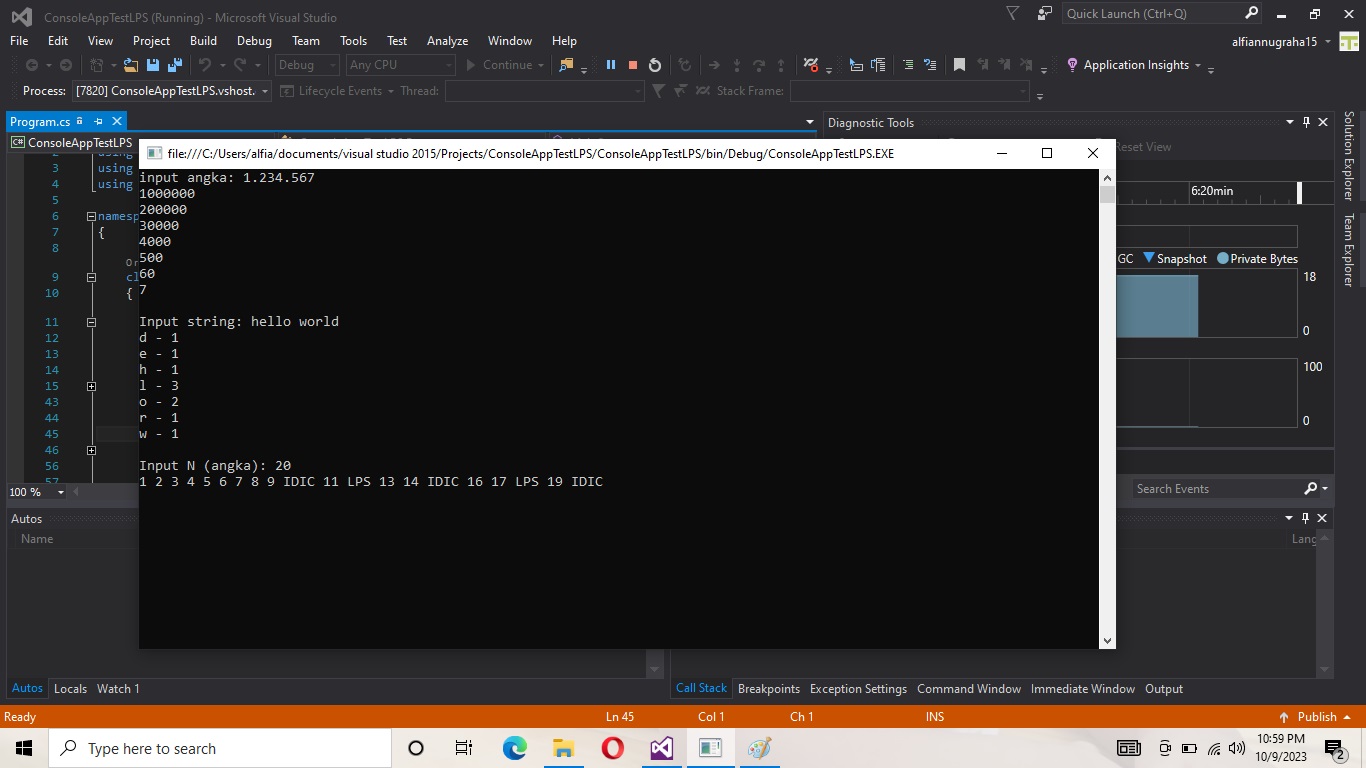 ConsoleAppTestLPS (Running) - Microsoft Visual Studio
Quick Launch (Ctrl+Q)
File Edit View Project Build Debug Team Tools Test Analyze Window Help
alfiannugraha15
Debug Any CPU Continue Application Insights
Process: [7820] ConsoleAppTestLPS.vshost. Lifecycle Events Thread: Stack Frame:
Program.cs
Diagnostic Tools
ConsoleAppTestLPS
file:///C:/Users/alfia/documents/visual studio 2015/Projects/ConsoleAppTestLPS/ConsoleAppTestLPS/bin/Debug/ConsoleAppTestLPS.EXE
Reset View
2 using
3 using
4 using
5
6 namesp
7 {
8
9 cl
10 {
11
12
13
14
15
43
44
45
46
56
57
input angka: 1.234.567
1000000
200000
30000
4000
500
60
7
Input string: hello world
d - 1
e - 1
h - 1
l - 3
o - 2
r - 1
w - 1
Input N (angka): 20
1 2 3 4 5 6 7 8 9 IDIC 11 LPS 13 14 IDIC 16 17 LPS 19 IDIC
6:20min
GC Snapshot Private Bytes
18
0
100
0
Search Events
Solution Explorer
Team Explorer
100 %
Autos
Name
Lang
Autos Locals Watch 1
Call Stack Breakpoints Exception Settings Command Window Immediate Window Output
Ready Ln 45 Col 1 Ch 1 INS Publish
Type here to search
10:59 PM
10/9/2023
2